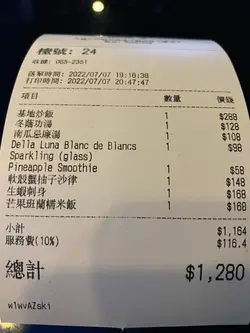 檯號: 24
收據: 003-2351
落單時間: 2022/07/07 19:16:38
打印時間: 2022/07/07 20:47:47
項目 數量 價錢
基地炒飯 1 $288
冬蔭功湯 1 $128
南瓜忌廉湯 1 $108
Della Luna Blanc de Blancs 1 $98
Sparkling (glass)
Pineapple Smoothie 1 $58
軟殼蟹柚子沙律 1 $148
生蝦刺身 1 $168
芒果班蘭糯米飯 1 $168
小計 $1,164
服務費(10%) $116.4
總計 $1,280
w1wvAZski